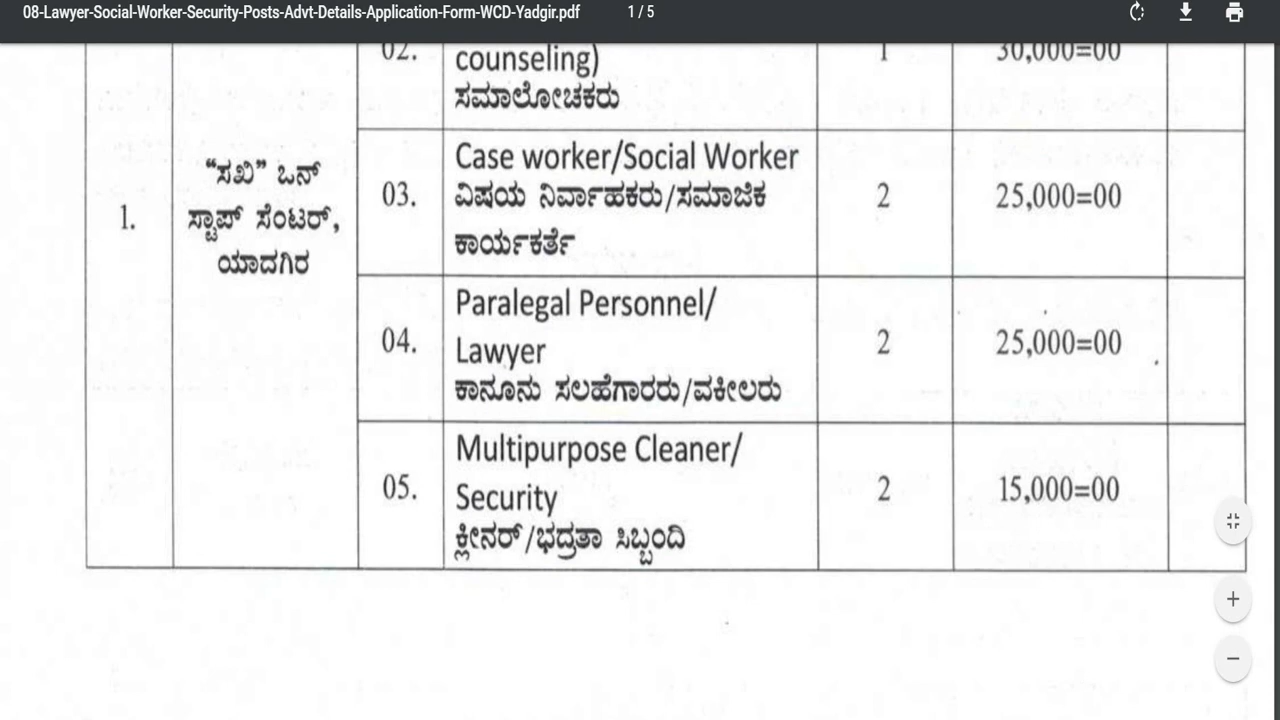 08-Lawyer-Social-Worker-Security-Posts-Advt-Details-Application-Form-WCD-Yadgir.pdf
1 / 5
02.
counseling)
ಸಮಾಲೋಚಕರು
1
30,000=00
1.
“ಸಖಿ” ಒನ್
ಸ್ಟಾಪ್ ಸೆಂಟರ್,
ಯಾದಗಿರ
03.
Case worker/Social Worker
ವಿಷಯ ನಿರ್ವಾಹಕರು/ಸಮಾಜಿಕ
ಕಾರ್ಯಕರ್ತೆ
2
25,000=00
04.
Paralegal Personnel/
Lawyer
ಕಾನೂನು ಸಲಹೆಗಾರರು/ವಕೀಲರು
2
25,000=00
05.
Multipurpose Cleaner/
Security
ಕ್ಲೀನರ್/ಭದ್ರತಾ ಸಿಬ್ಬಂದಿ
2
15,000=00